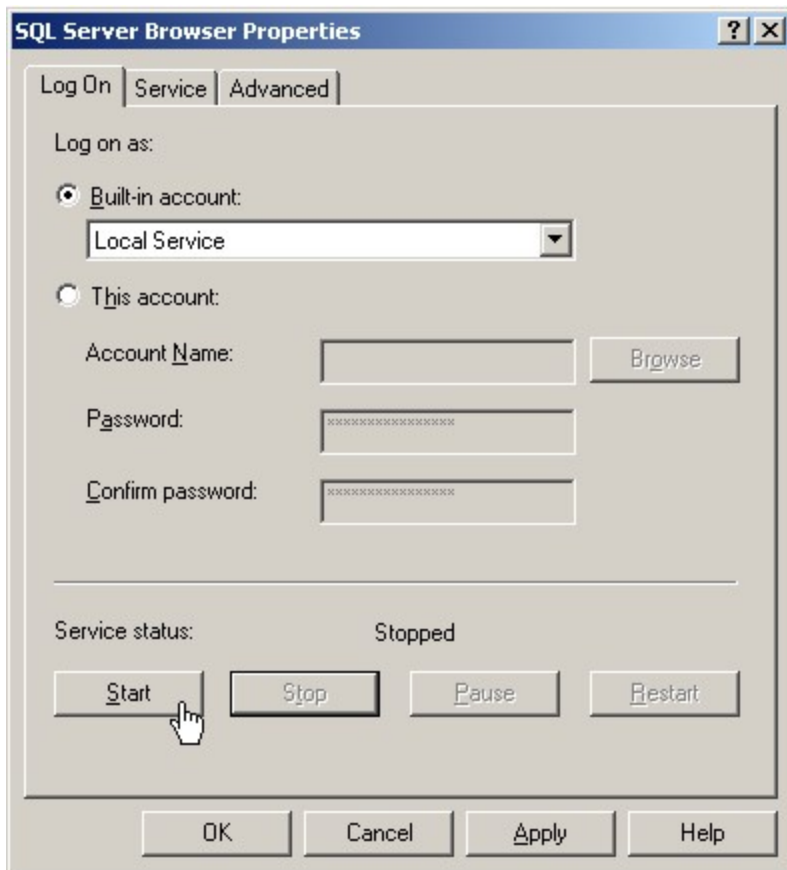 SQL Server Browser Properties
Log On Service Advanced
Log on as:
Built-in account:
Local Service
This account:
Account Name:
Browse
Password:
****************
Confirm password:
****************
Service status: Stopped
Start Stop Pause Restart
OK Cancel Apply Help